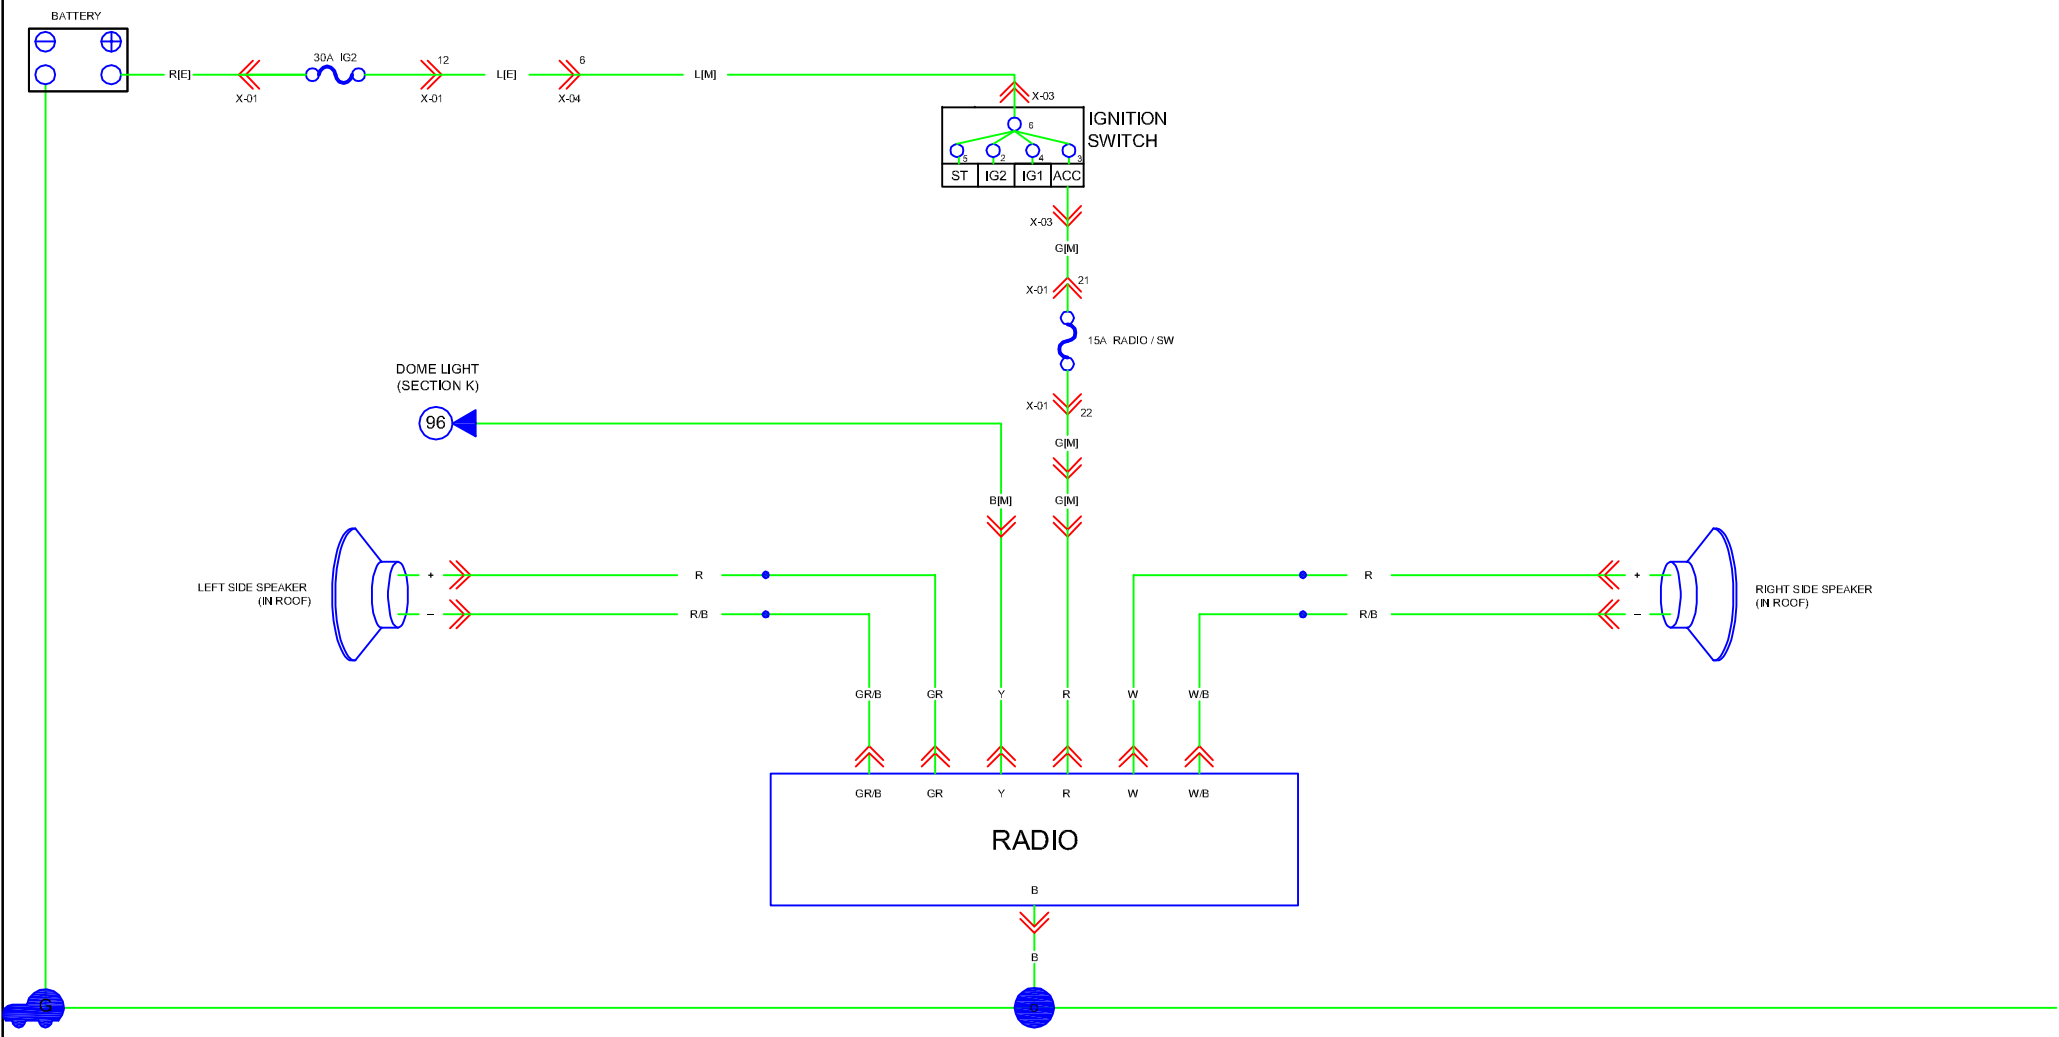 BATTERY
30A IG2
R[E]
X-01
12
X-01
L[E]
6
X-04
L[M]
X-03
IGNITION
SWITCH
6
5
2
4
3
ST
IG2
IG1
ACC
X-03
G[M]
21
X-01
15A RADIO / SW
X-01
22
G[M]
DOME LIGHT
(SECTION K)
96
B[M]
G[M]
LEFT SIDE SPEAKER
(IN ROOF)
+
R
–
R/B
R
+
R/B
–
RIGHT SIDE SPEAKER
(IN ROOF)
GR/B
GR
Y
R
W
W/B
GR/B
GR
Y
R
W
W/B
RADIO
B
B
G